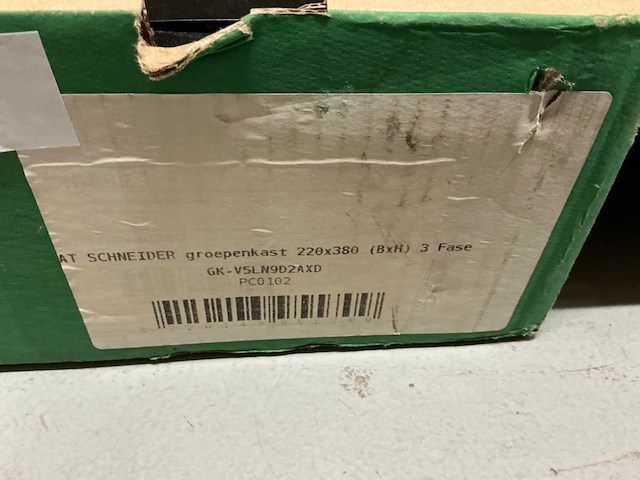 AT SCHNEIDER groepenkast 220x380 (BxH) 3 Fase
GK-V5LN9D2AXD
PC0102